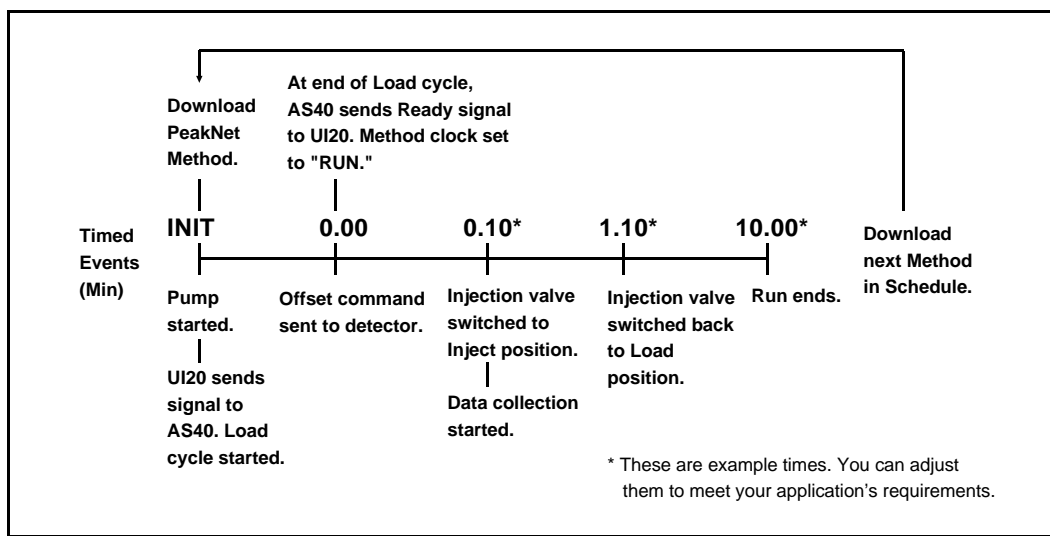 Download
PeakNet
Method.
At end of Load cycle,
AS40 sends Ready signal
to UI20. Method clock set
to "RUN."
Timed
Events
(Min)
INIT
0.00
0.10*
1.10*
10.00*
Download
next Method
in Schedule.
Pump
started.
UI20 sends
signal to
AS40. Load
cycle started.
Offset command
sent to detector.
Injection valve
switched to
Inject position.
Data collection
started.
Injection valve
switched back
to Load
position.
Run ends.
* These are example times. You can adjust
them to meet your application’s requirements.